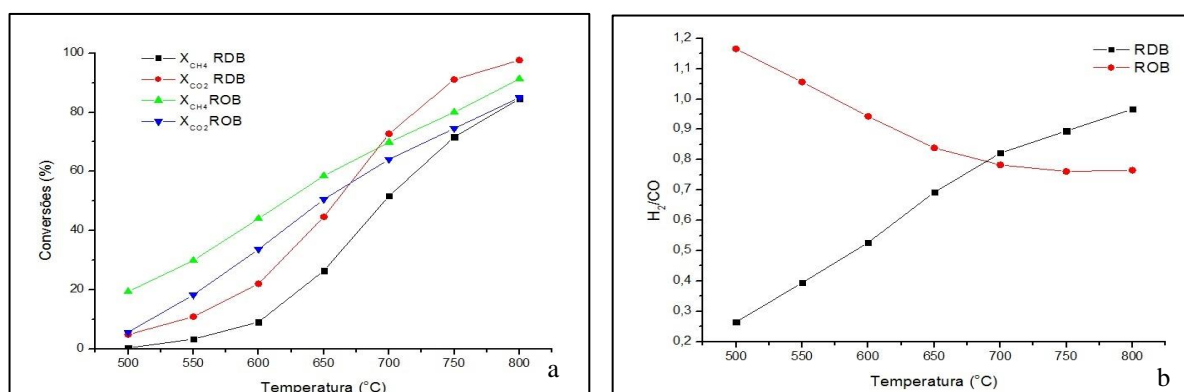 100
80
60
40
20
0
Conversões (%)
X_CH4 RDB
X_CO2 RDB
X_CH4 ROB
X_CO2 ROB
500 550 600 650 700 750 800
Temperatura (°C)
a
1,2
1,1
1,0
0,9
0,8
0,7
0,6
0,5
0,4
0,3
0,2
H₂/CO
RDB
ROB
500 550 600 650 700 750 800
Temperatura (°C)
b